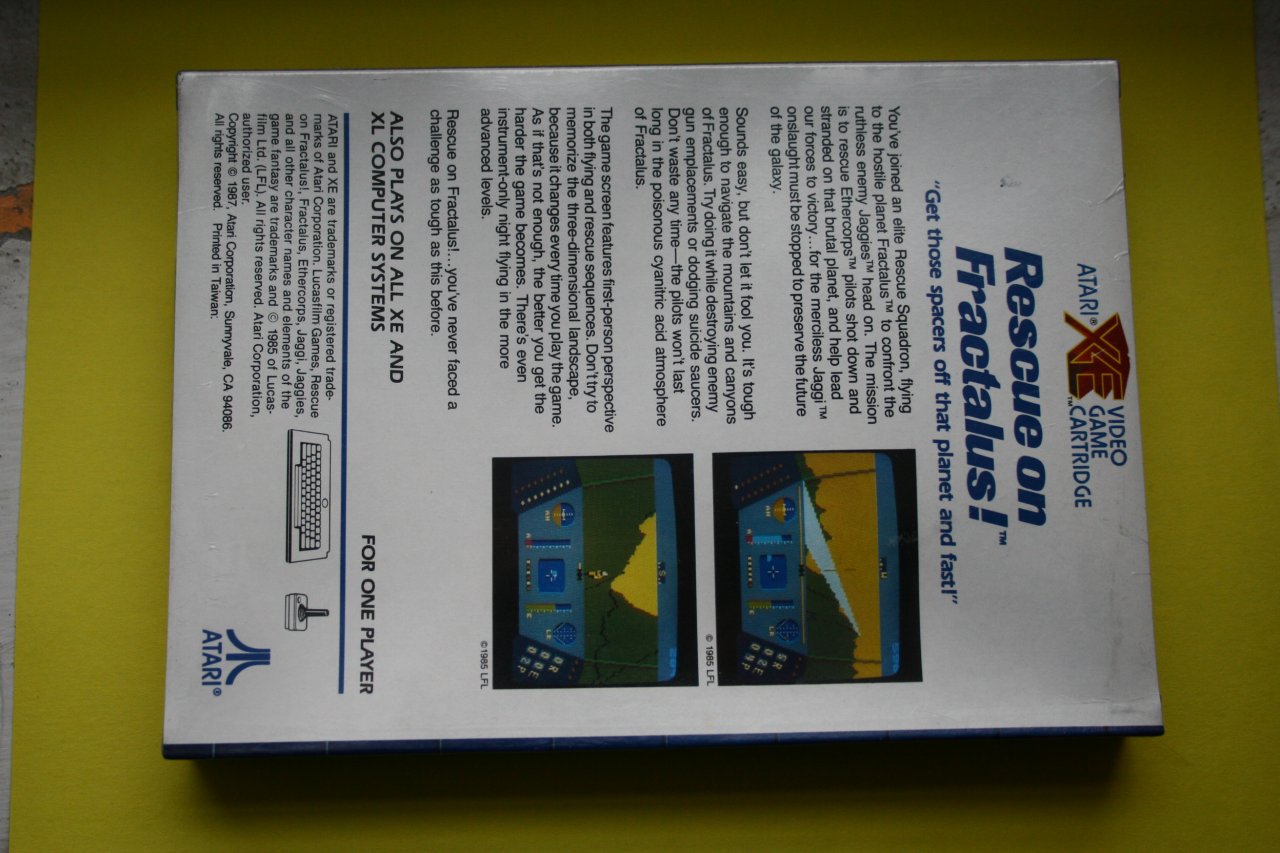 ATARI® XE™ VIDEO
GAME
CARTRIDGE
Rescue on
Fractalus!™
"Get those spacers off that planet and fast!"
You've joined an elite Rescue Squadron, flying
to the hostile planet Fractalus™ to confront the
ruthless enemy Jaggies™ head on. The mission
is to rescue Ethercorps™ pilots shot down and
stranded on that brutal planet, and help lead
our forces to victory...for the merciless Jaggi™
onslaught must be stopped to preserve the future
of the galaxy.
Sounds easy, but don't let it fool you. It's tough
enough to navigate the mountains and canyons
of Fractalus. Try doing it while destroying enemy
gun emplacements or dodging suicide saucers.
Don't waste any time—the pilots won't last
long in the poisonous cyanitric acid atmosphere
of Fractalus.
The game screen features first-person perspective
in both flying and rescue sequences. Don't try to
memorize the three-dimensional landscape,
because it changes every time you play the game.
As if that's not enough, the better you get the
harder the game becomes. There's even
instrument-only night flying in the more
advanced levels.
Rescue on Fractalus!...you've never faced a
challenge as tough as this before.
© 1985 LFL
© 1985 LFL
ALSO PLAYS ON ALL XE AND
XL COMPUTER SYSTEMS
FOR ONE PLAYER
ATARI and XE are trademarks or registered trade-
marks of Atari Corporation. Lucasfilm Games, Rescue
on Fractalus!, Fractalus, Ethercorps, Jaggi, Jaggies,
and all other character names and elements of the
game fantasy are trademarks and © 1985 of Lucas-
film Ltd. (LFL). All rights reserved. Atari Corporation,
authorized user.
Copyright © 1987, Atari Corporation, Sunnyvale, CA 94086.
All rights reserved. Printed in Taiwan.
ATARI®